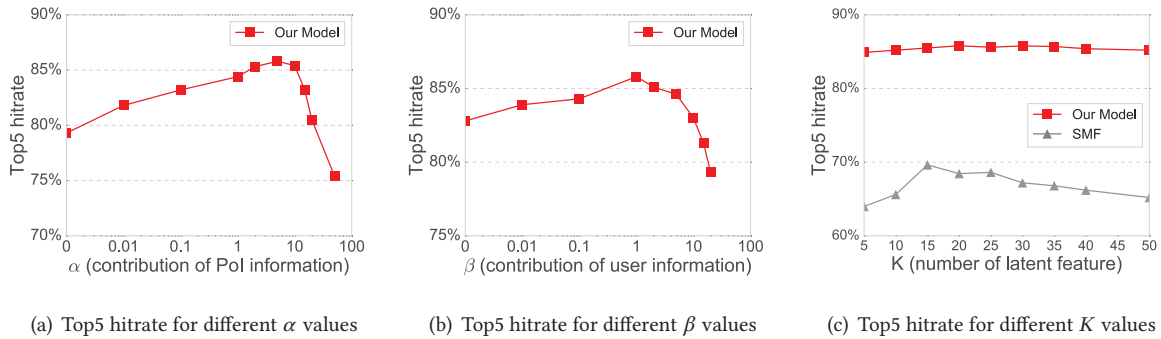 90%
85%
80%
75%
70%
Top5 hitrate
Our Model
0 0.01 0.1 1 10 100
α (contribution of PoI information)
(a) Top5 hitrate for different α values
90%
85%
80%
75%
Top5 hitrate
Our Model
0 0.01 0.1 1 10 100
β (contribution of user information)
(b) Top5 hitrate for different β values
90%
80%
70%
60%
Top5 hitrate
Our Model
SMF
5 10 15 20 25 30 35 40 45 50
K (number of latent feature)
(c) Top5 hitrate for different K values